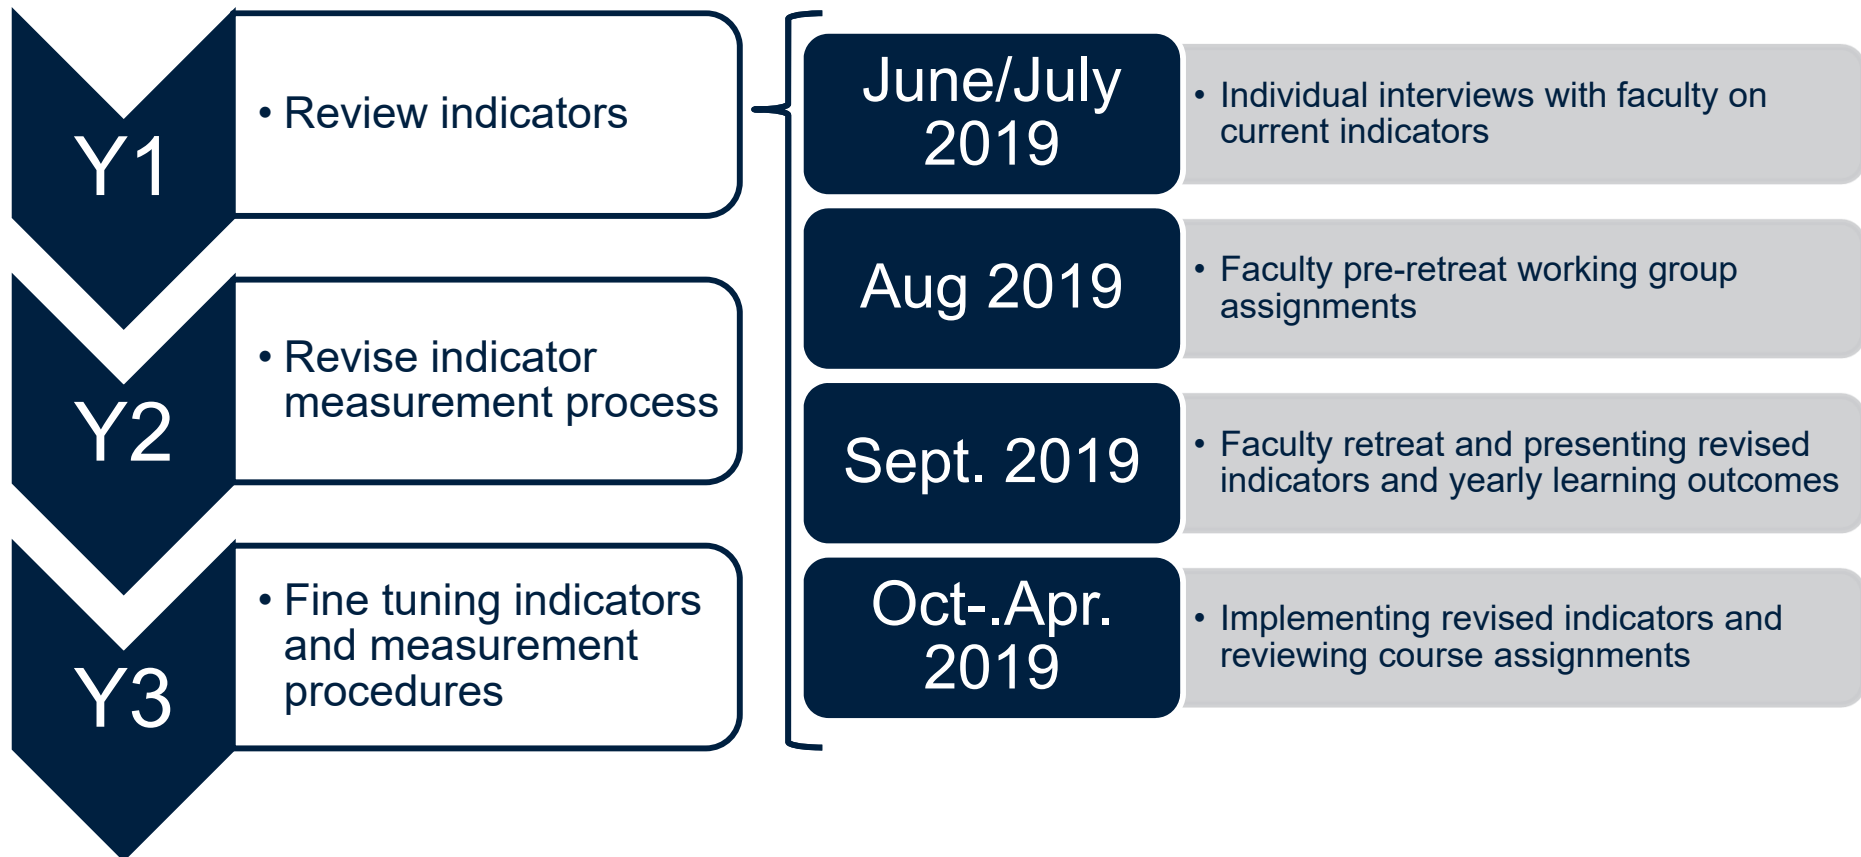 Y1
• Review indicators
Y2
• Revise indicator
measurement process
Y3
• Fine tuning indicators
and measurement
procedures
June/July
2019
• Individual interviews with faculty on
current indicators
Aug 2019
• Faculty pre-retreat working group
assignments
Sept. 2019
• Faculty retreat and presenting revised
indicators and yearly learning outcomes
Oct-.Apr.
2019
• Implementing revised indicators and
reviewing course assignments